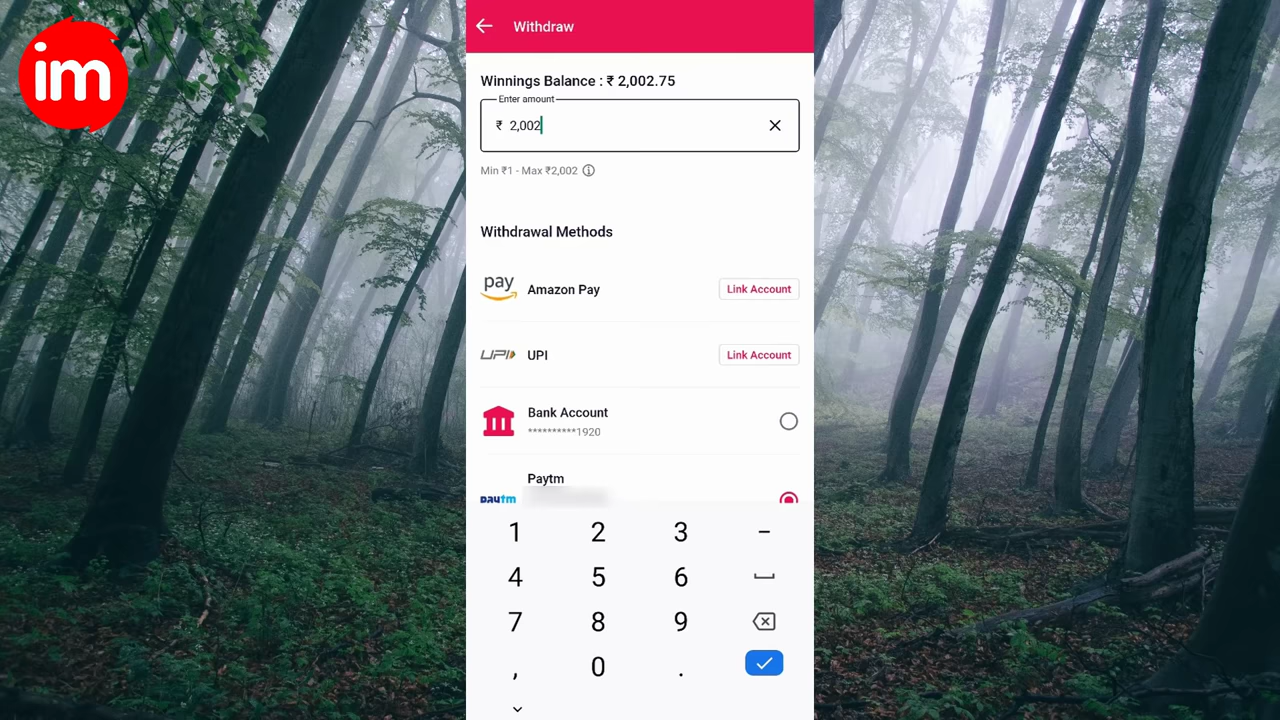 im
Withdraw
Winnings Balance : ₹ 2,002.75
Enter amount
₹ 2,002
Min ₹1 - Max ₹2,002
Withdrawal Methods
pay Amazon Pay Link Account
UPI UPI Link Account
Bank Account
**********1920
Paytm
paytm
1 2 3 −
4 5 6
7 8 9
, 0 .